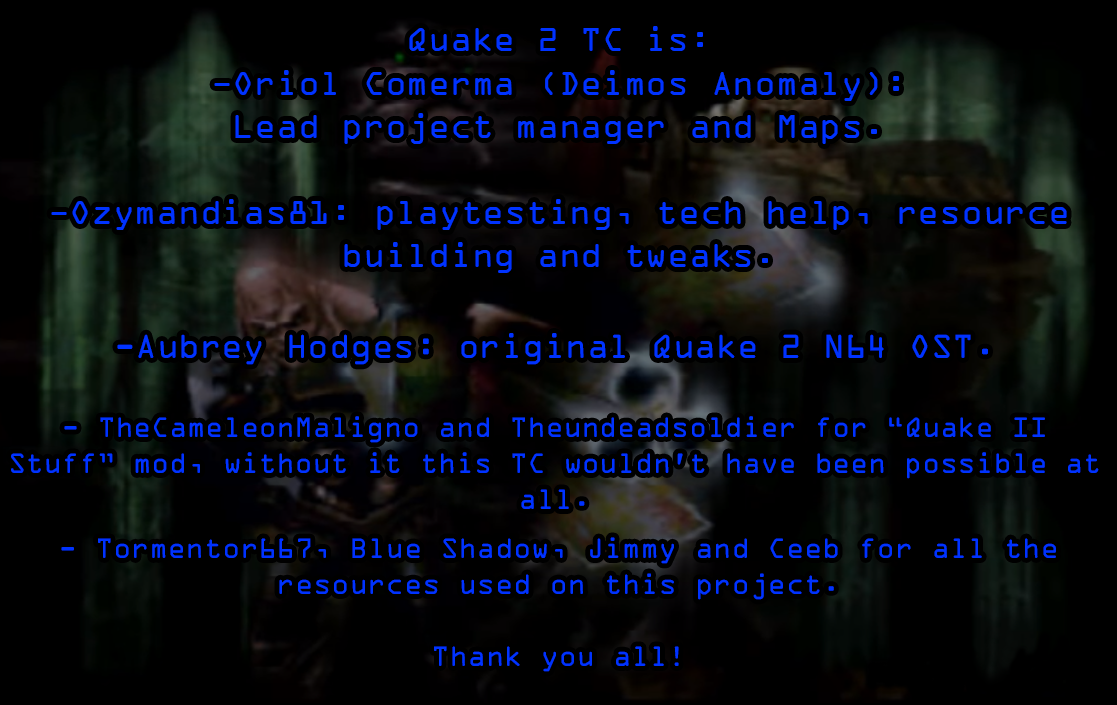 Quake 2 TC is:
-Oriol Comerma (Deimos Anomaly):
Lead project manager and Maps.
-Ozymandias81: playtesting, tech help, resource
building and tweaks.
-Aubrey Hodges: original Quake 2 N64 OST.
- TheCameleonMaligno and Theundeadsoldier for "Quake II
Stuff" mod, without it this TC wouldn't have been possible at
all.
- Tormentor667, Blue Shadow, Jimmy and Ceeb for all the
resources used on this project.
Thank you all!